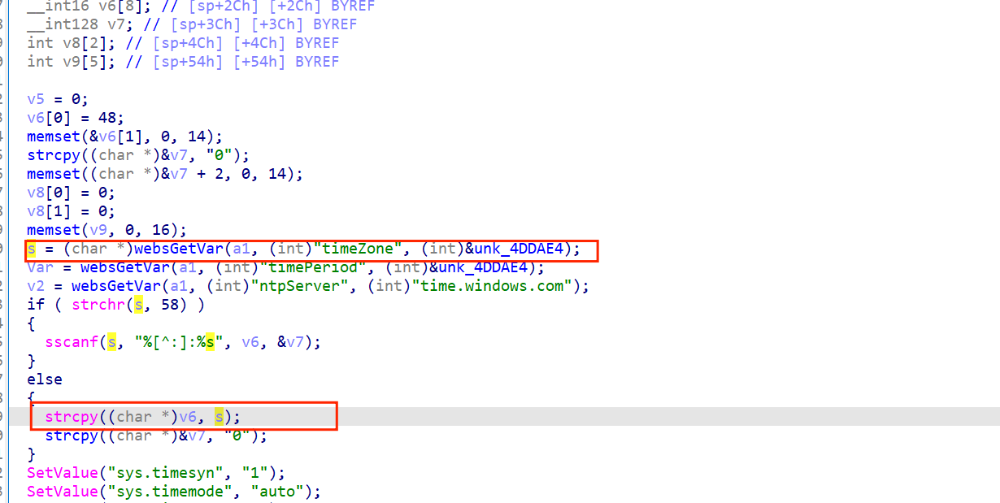 __int16 v6[8]; // [sp+2Ch] [+2Ch] BYREF
__int128 v7; // [sp+3Ch] [+3Ch] BYREF
int v8[2]; // [sp+4Ch] [+4Ch] BYREF
int v9[5]; // [sp+54h] [+54h] BYREF
v5 = 0;
v6[0] = 48;
memset(&v6[1], 0, 14);
strcpy((char *)&v7, "0");
memset((char *)&v7 + 2, 0, 14);
v8[0] = 0;
v8[1] = 0;
memset(v9, 0, 16);
s = (char *)websGetVar(a1, (int)"timeZone", (int)&unk_4DDAE4);
Var = websGetVar(a1, (int)"timePeriod", (int)&unk_4DDAE4);
v2 = websGetVar(a1, (int)"ntpServer", (int)"time.windows.com");
if ( strchr(s, 58) )
{
sscanf(s, "%[^:]:%s", v6, &v7);
}
else
{
strcpy((char *)v6, s);
strcpy((char *)&v7, "0");
}
SetValue("sys.timesyn", "1");
SetValue("sys.timemode", "auto");